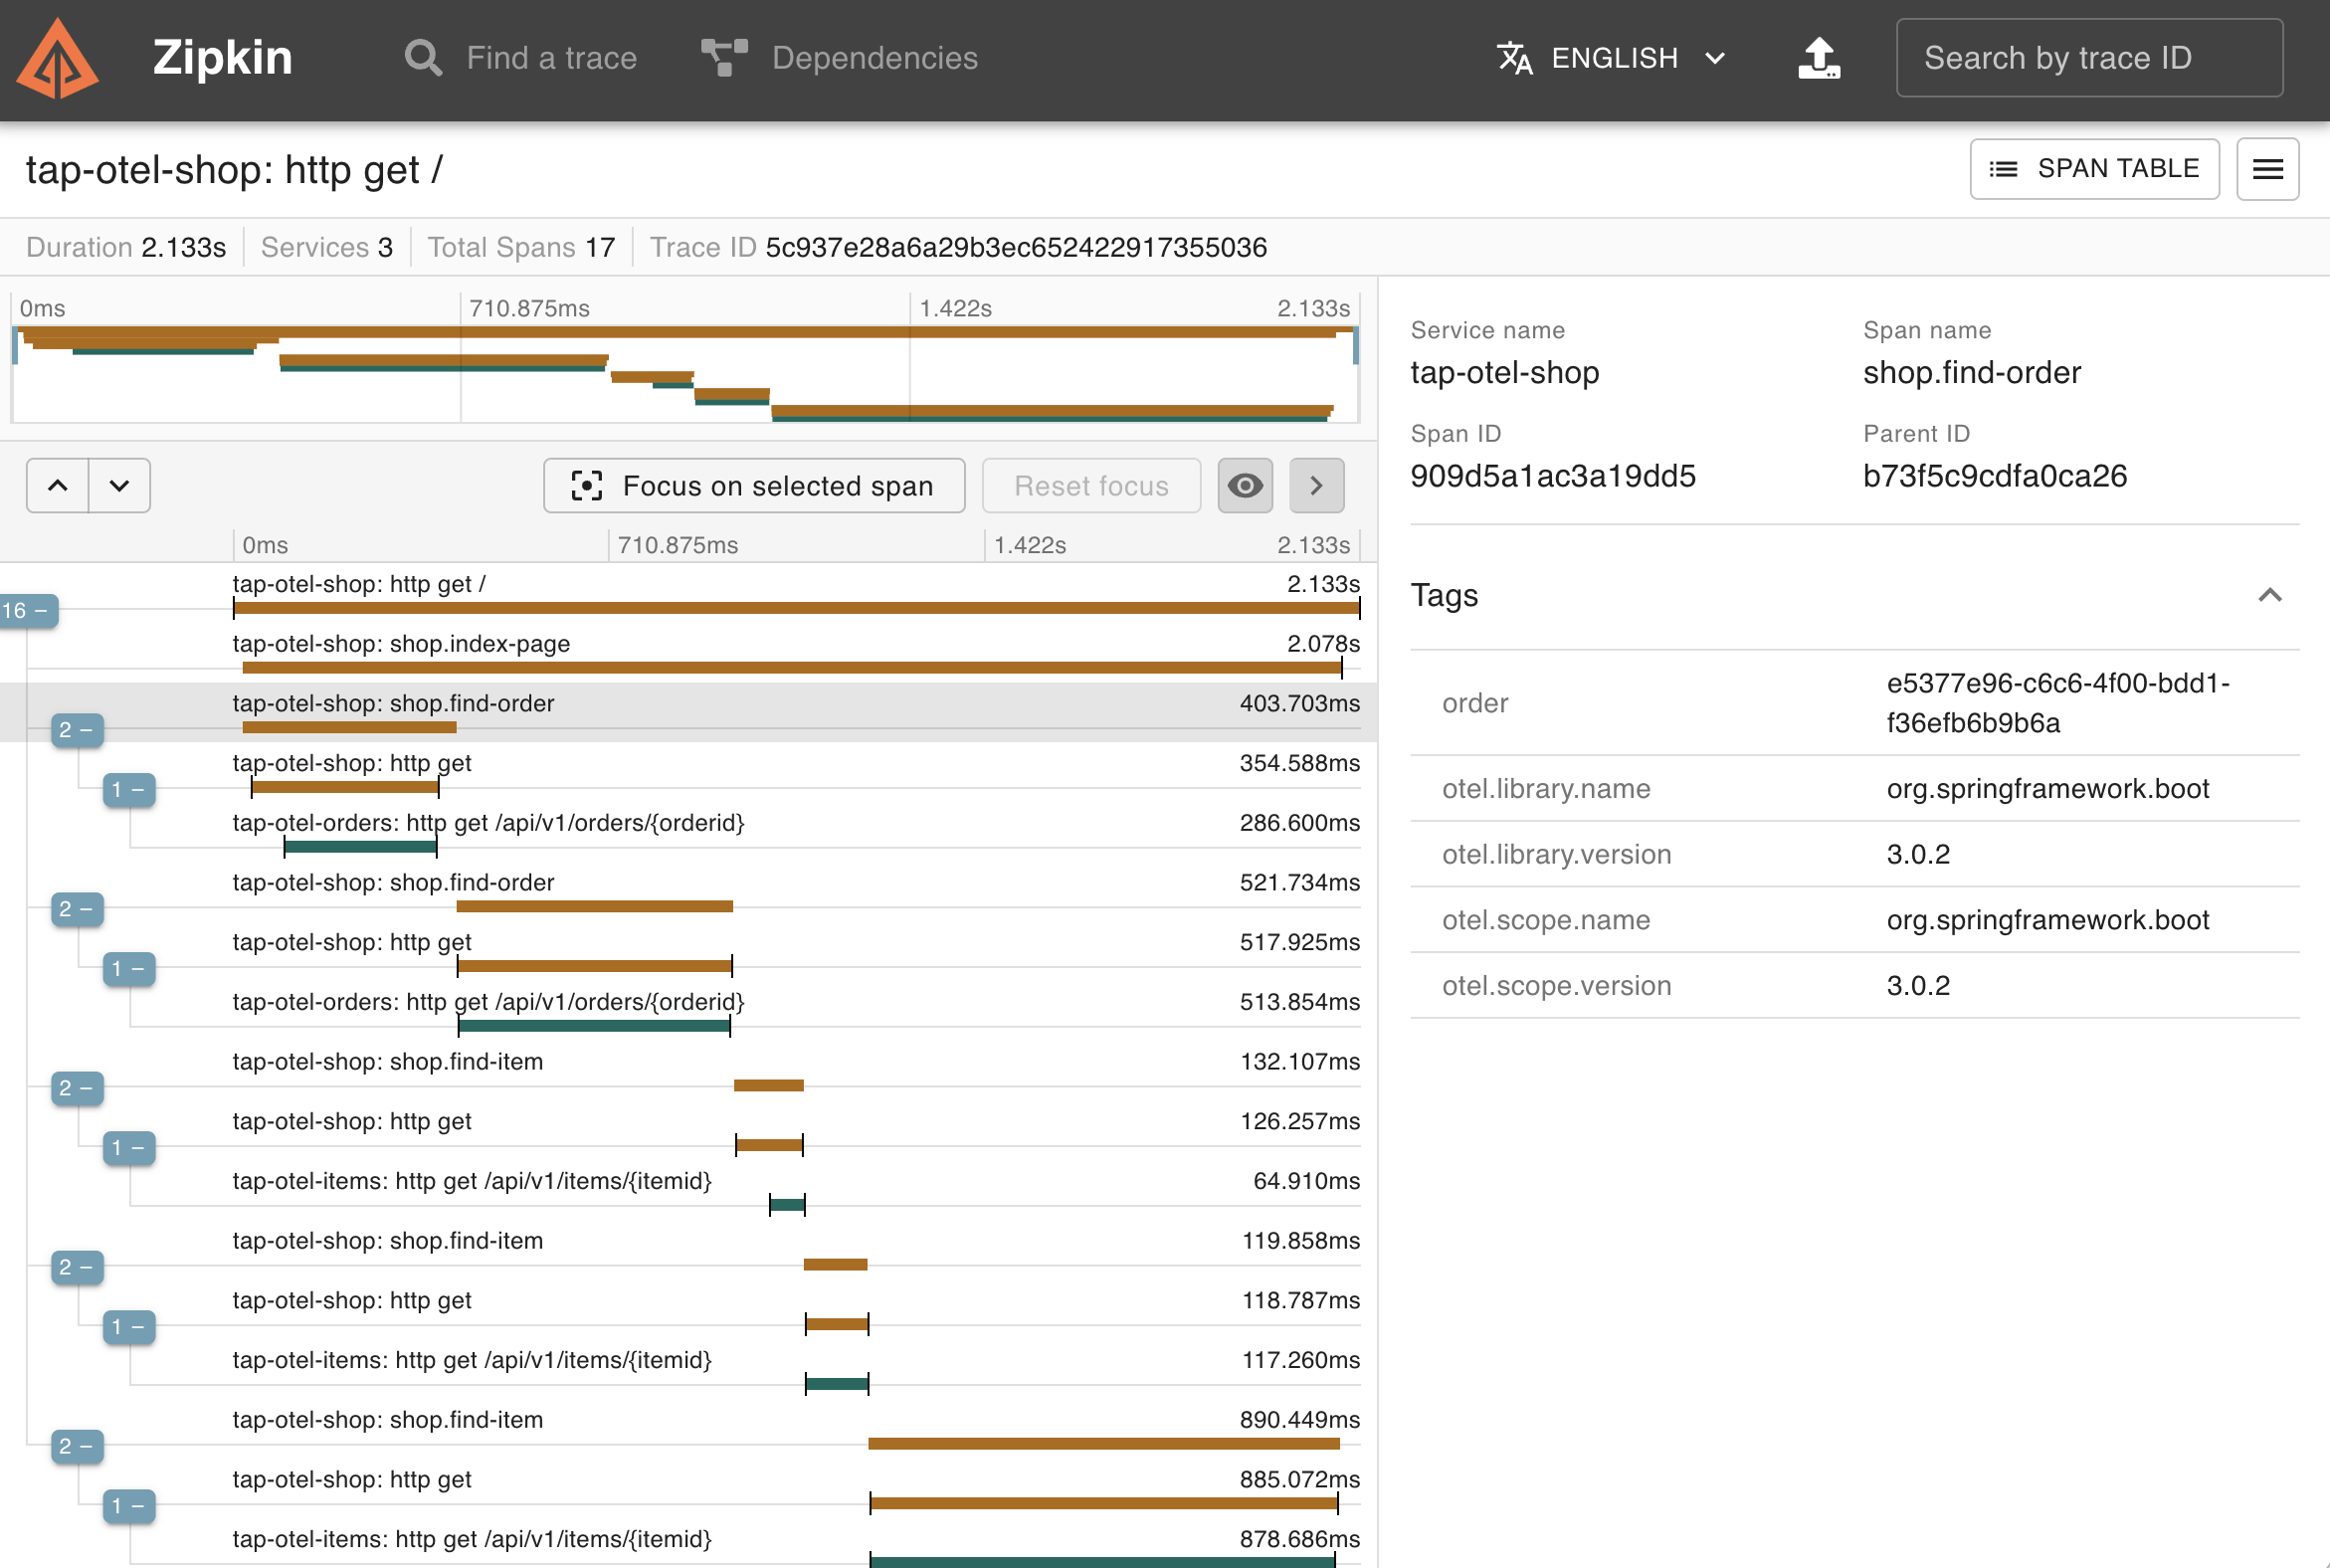 Zipkin
Find a trace
Dependencies
ENGLISH
Search by trace ID
tap-otel-shop: http get /
SPAN TABLE
Duration 2.133s Services 3 Total Spans 17 Trace ID 5c937e28a6a29b3ec652422917355036
0ms 710.875ms 1.422s 2.133s
Focus on selected span
Reset focus
0ms 710.875ms 1.422s 2.133s
tap-otel-shop: http get / 2.133s
16 −
tap-otel-shop: shop.index-page 2.078s
tap-otel-shop: shop.find-order 403.703ms
2 −
tap-otel-shop: http get 354.588ms
1 −
tap-otel-orders: http get /api/v1/orders/{orderid} 286.600ms
tap-otel-shop: shop.find-order 521.734ms
2 −
tap-otel-shop: http get 517.925ms
1 −
tap-otel-orders: http get /api/v1/orders/{orderid} 513.854ms
tap-otel-shop: shop.find-item 132.107ms
2 −
tap-otel-shop: http get 126.257ms
1 −
tap-otel-items: http get /api/v1/items/{itemid} 64.910ms
tap-otel-shop: shop.find-item 119.858ms
2 −
tap-otel-shop: http get 118.787ms
1 −
tap-otel-items: http get /api/v1/items/{itemid} 117.260ms
tap-otel-shop: shop.find-item 890.449ms
2 −
tap-otel-shop: http get 885.072ms
1 −
tap-otel-items: http get /api/v1/items/{itemid} 878.686ms
Service name
tap-otel-shop
Span name
shop.find-order
Span ID
909d5a1ac3a19dd5
Parent ID
b73f5c9cdfa0ca26
Tags
order
e5377e96-c6c6-4f00-bdd1-
f36efb6b9b6a
otel.library.name org.springframework.boot
otel.library.version 3.0.2
otel.scope.name org.springframework.boot
otel.scope.version 3.0.2